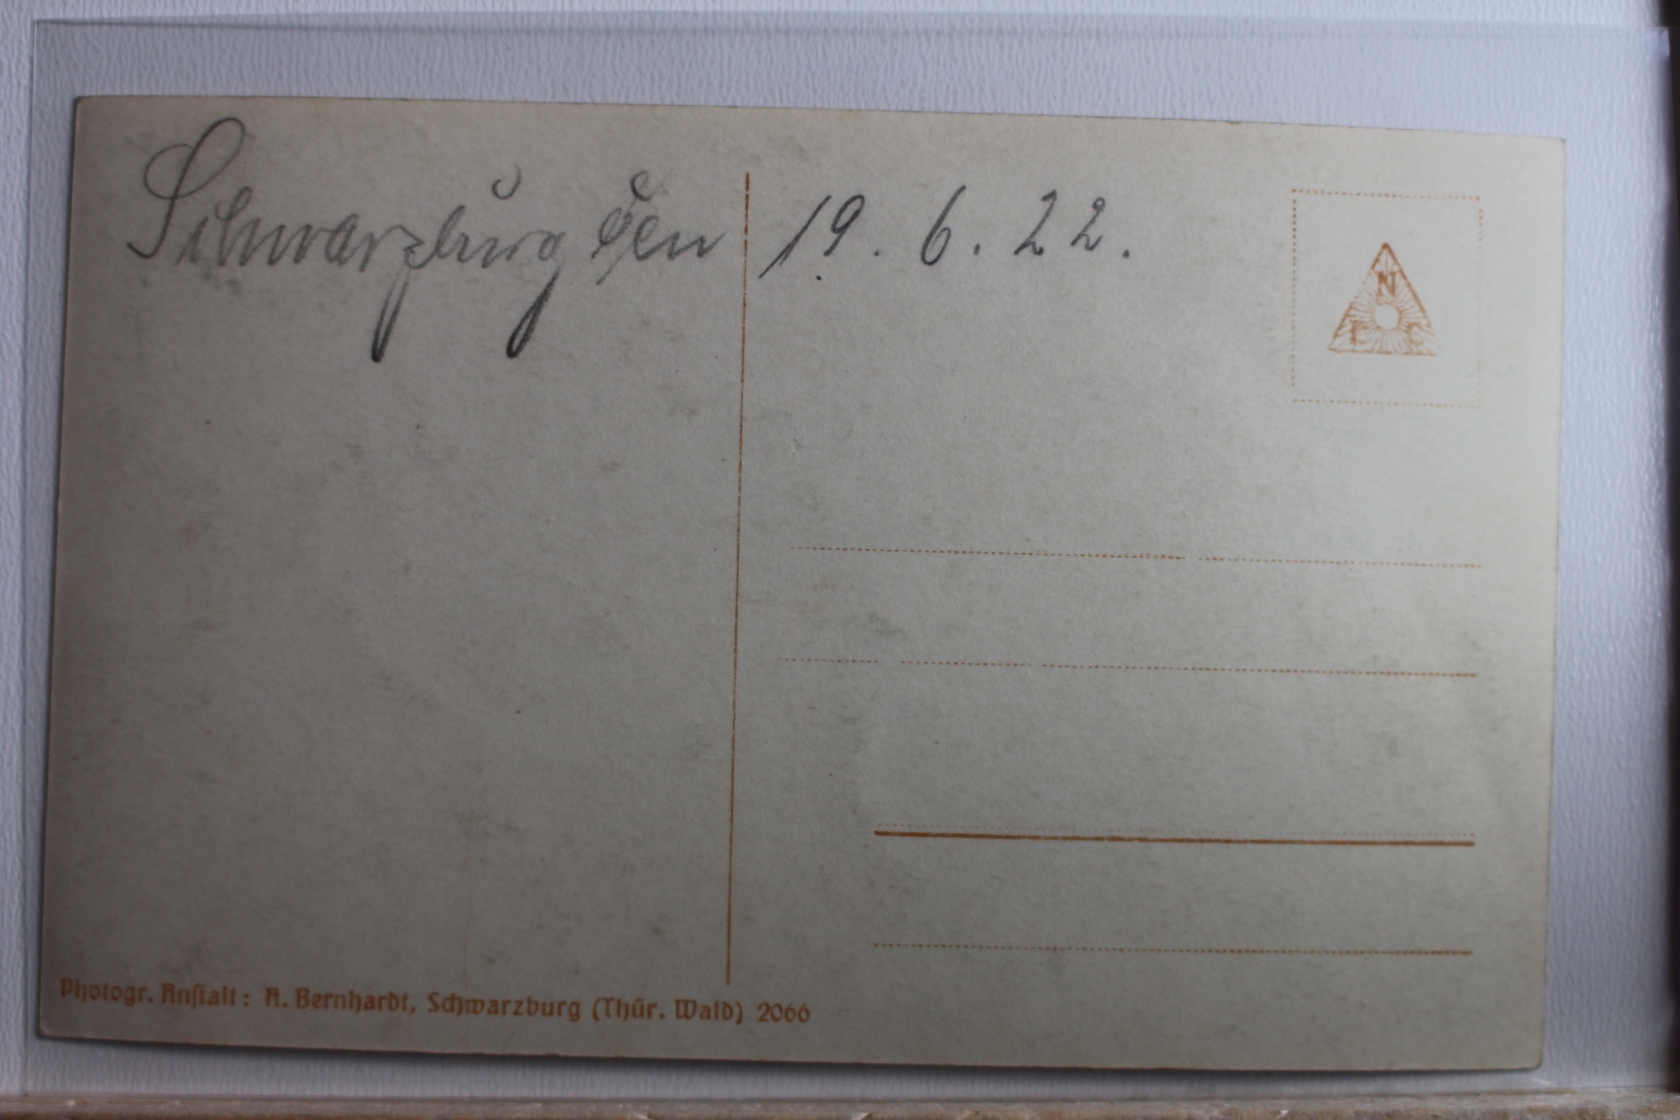 Schwarzburg den 19. 6. 22.
N
Photogr. Anstalt: A. Bernhardt, Schwarzburg (Thür. Wald) 2066